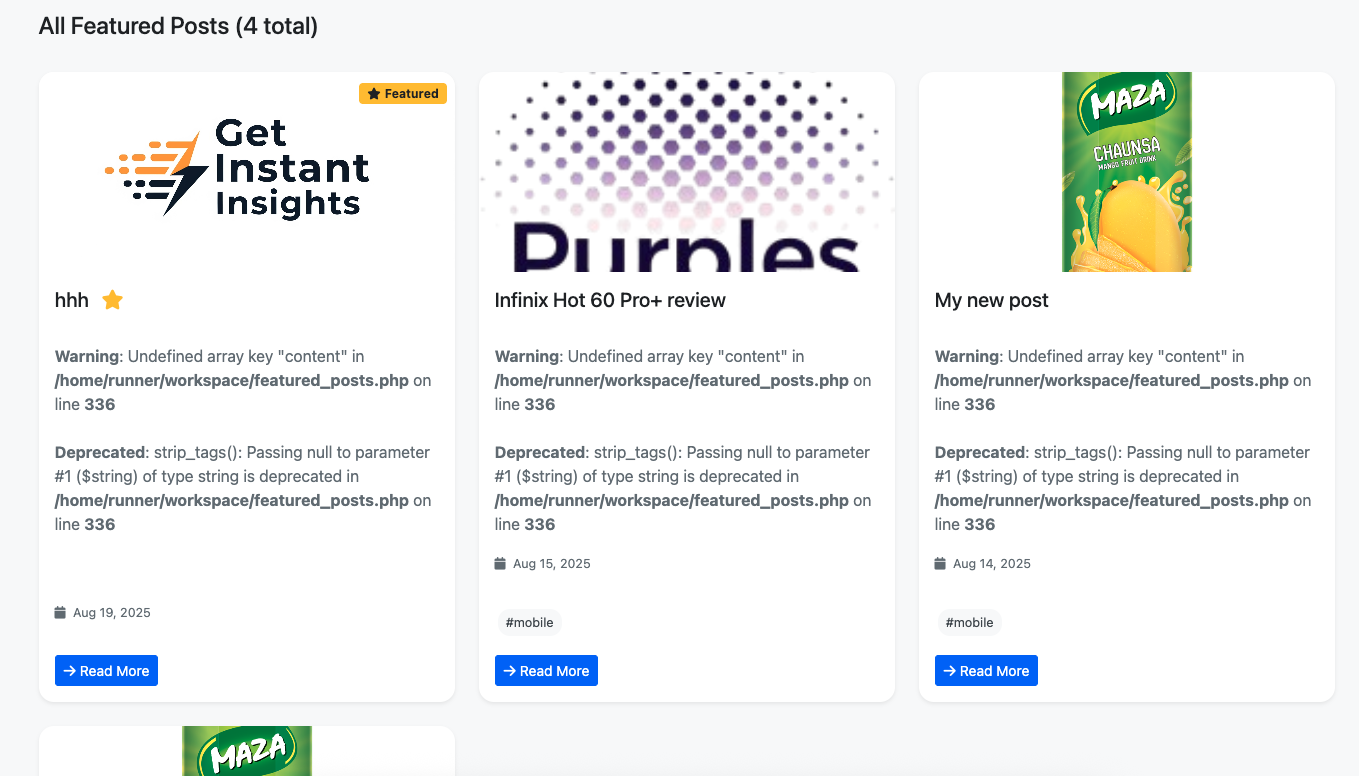 All Featured Posts (4 total)
Featured
Get
Instant
Insights
hhh
Warning: Undefined array key "content" in
/home/runner/workspace/featured_posts.php on
line 336
Deprecated: strip_tags(): Passing null to parameter
#1 ($string) of type string is deprecated in
/home/runner/workspace/featured_posts.php on
line 336
Aug 19, 2025
Read More
Purples
Infinix Hot 60 Pro+ review
Warning: Undefined array key "content" in
/home/runner/workspace/featured_posts.php on
line 336
Deprecated: strip_tags(): Passing null to parameter
#1 ($string) of type string is deprecated in
/home/runner/workspace/featured_posts.php on
line 336
Aug 15, 2025
#mobile
Read More
MAZA
CHAUNSA
MANGO FRUIT DRINK
My new post
Warning: Undefined array key "content" in
/home/runner/workspace/featured_posts.php on
line 336
Deprecated: strip_tags(): Passing null to parameter
#1 ($string) of type string is deprecated in
/home/runner/workspace/featured_posts.php on
line 336
Aug 14, 2025
#mobile
Read More
MAZA